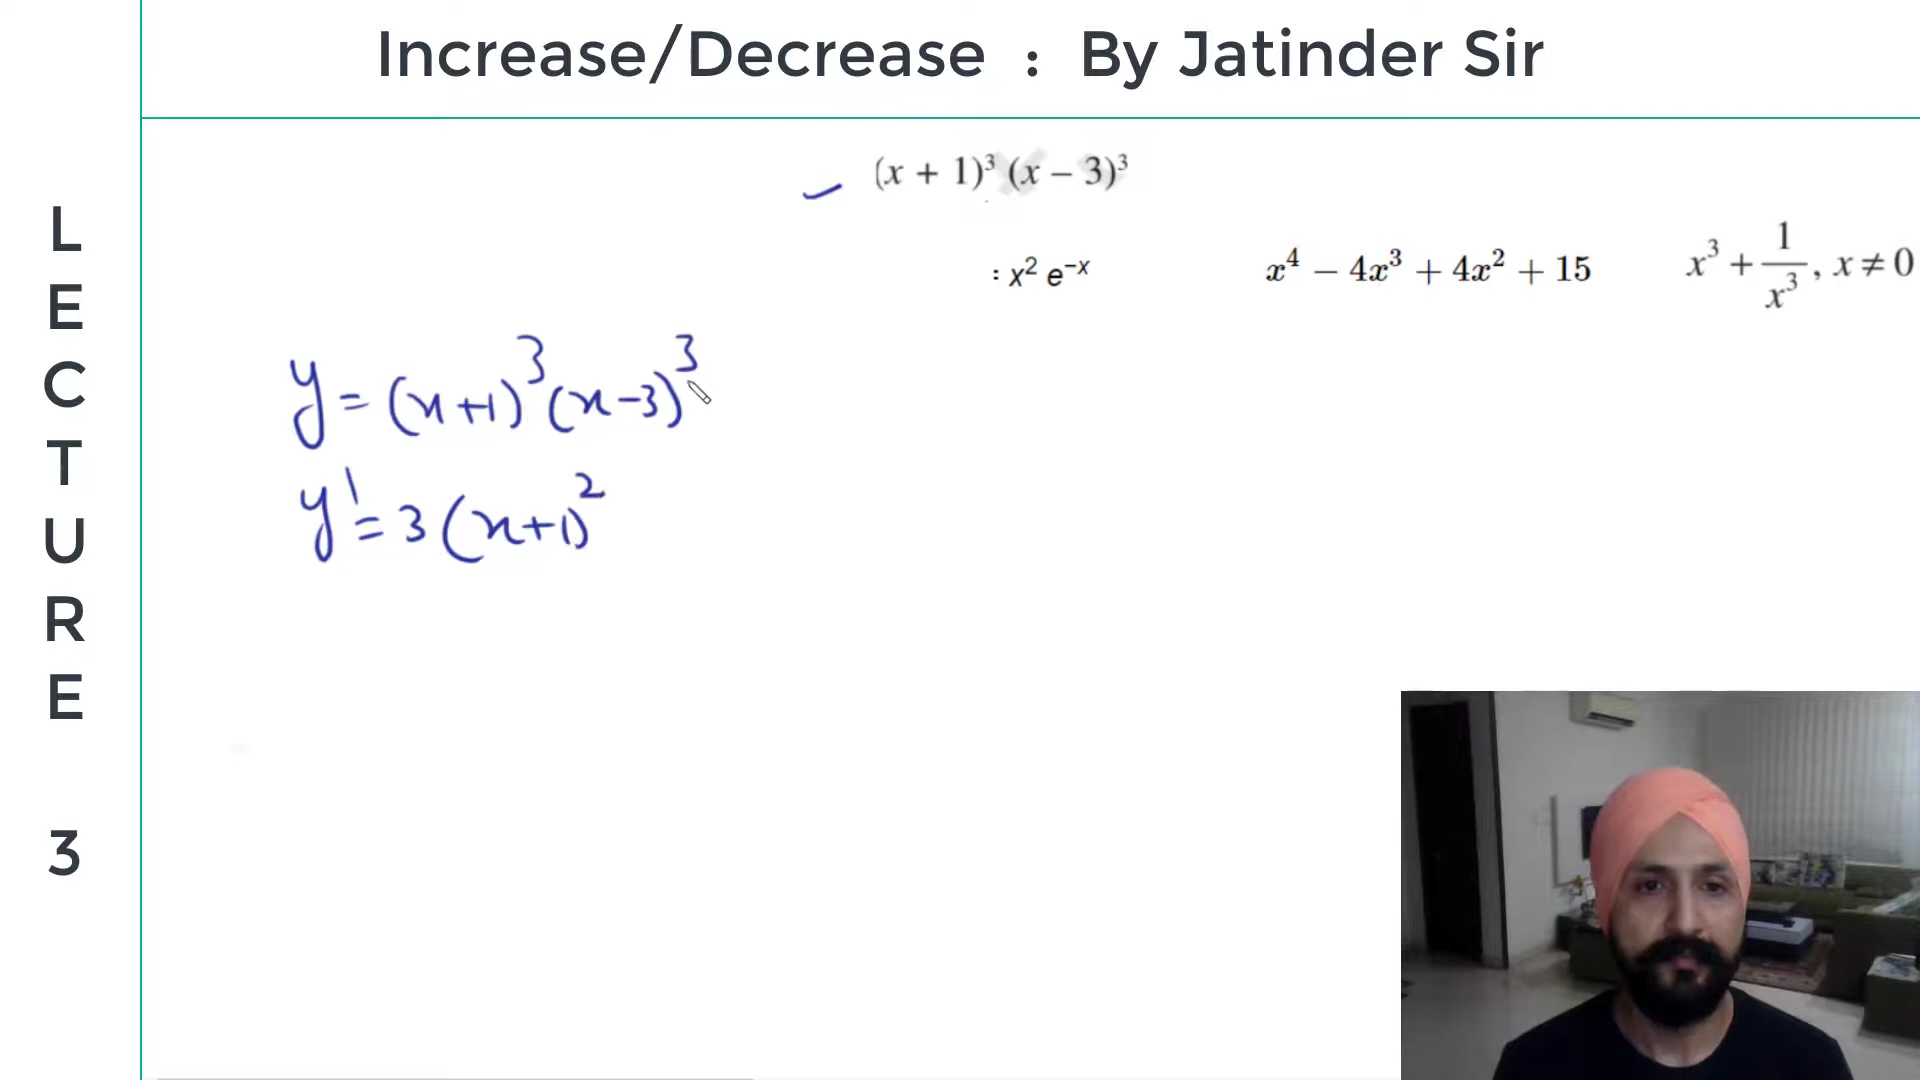 Increase/Decrease : By Jatinder Sir
LECTURE 3
(x + 1)³ (x – 3)³
: x² e⁻ˣ
x⁴ − 4x³ + 4x² + 15
x³ + 1/x³ , x ≠ 0
y = (x+1)³(x-3)³
y' = 3(x+1)²